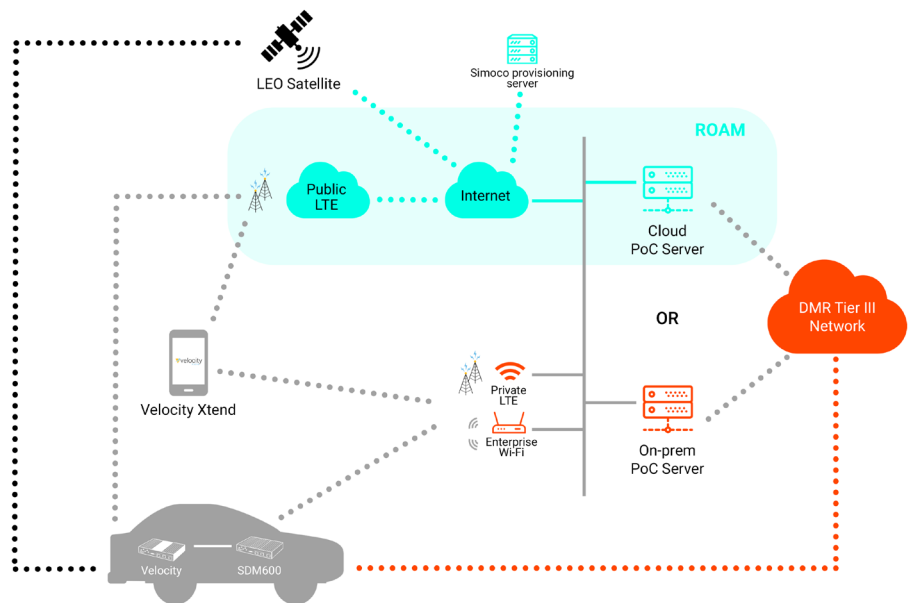 LEO Satellite
Simoco provisioning
server
ROAM
Public
LTE
Internet
Cloud
PoC Server
DMR Tier III
Network
OR
velocity
Velocity Xtend
Private
LTE
Enterprise
Wi-Fi
On-prem
PoC Server
Velocity
SDM600